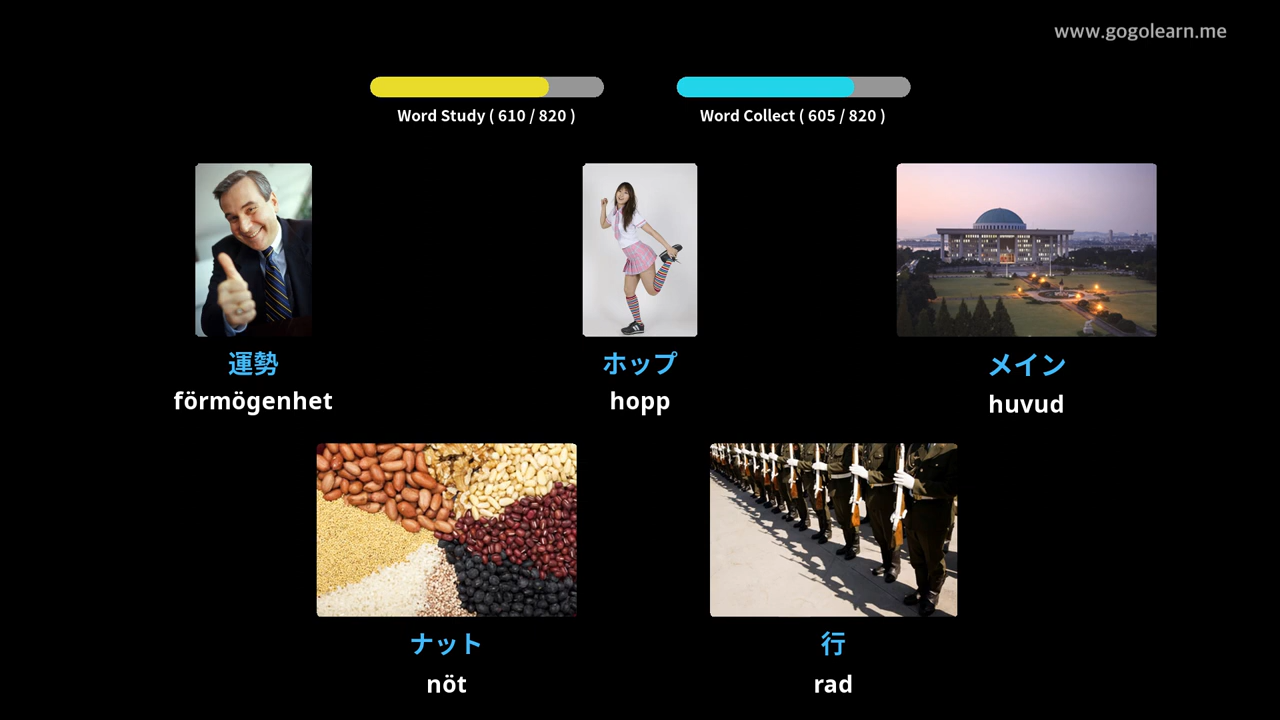 www.gogolearn.me
Word Study ( 610 / 820 )
Word Collect ( 605 / 820 )
運勢
förmögenhet
ホップ
hopp
メイン
huvud
ナット
nöt
行
rad